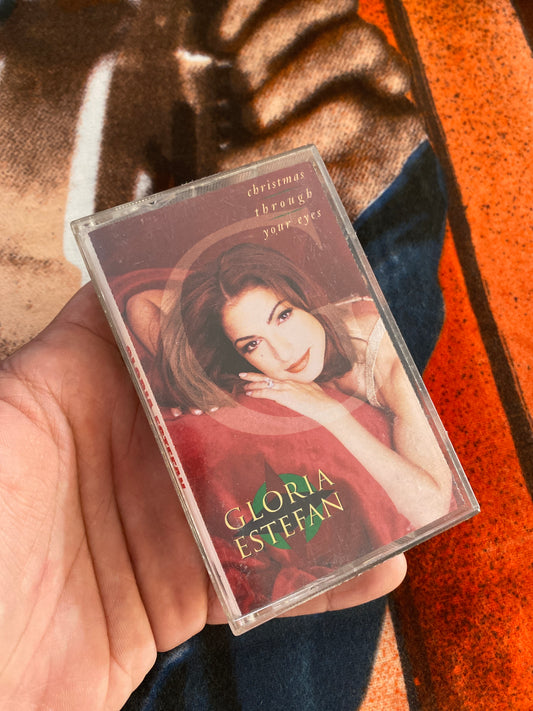 christmas
through
your eyes
GLORIA
ESTEFAN